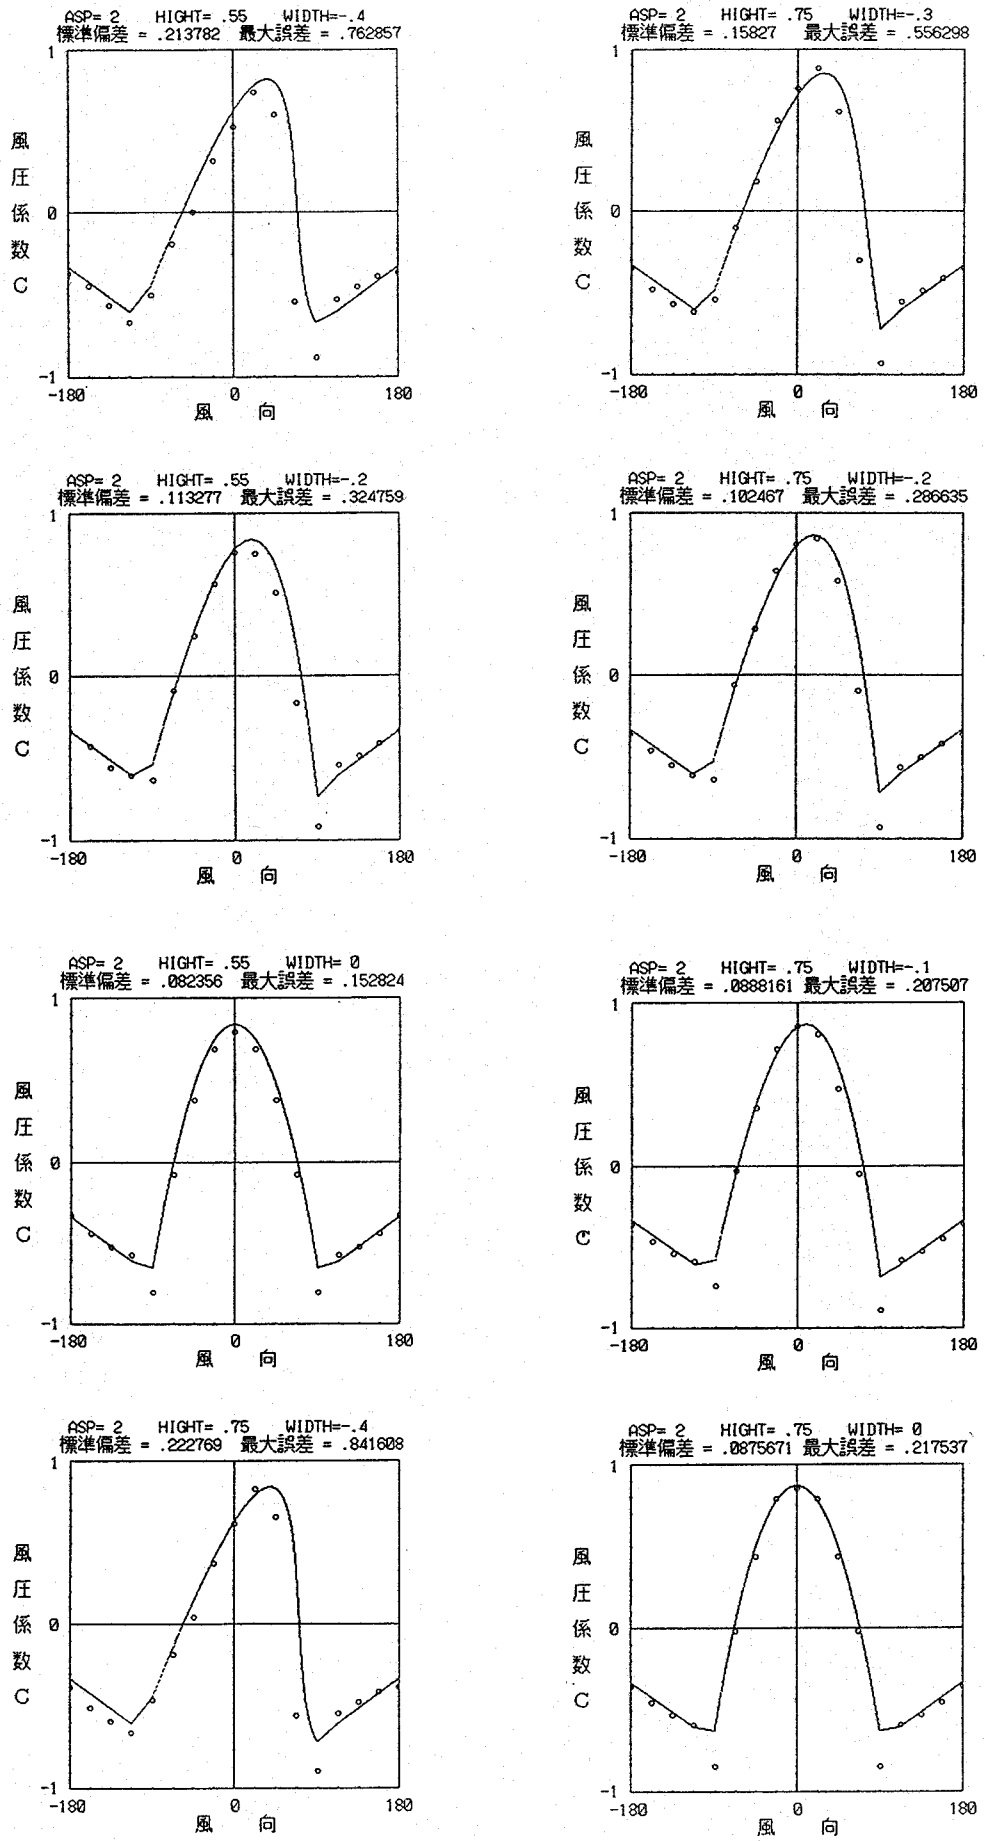 ASP= 2 HIGHT= .55 WIDTH=-.4
標準偏差 = .213782 最大誤差 = .762857
1
風
圧
係 0
数
C
-1
-180 0 180
風 向
ASP= 2 HIGHT= .75 WIDTH=-.3
標準偏差 = .15827 最大誤差 = .556298
1
風
圧
係 0
数
C
-1
-180 0 180
風 向
ASP= 2 HIGHT= .55 WIDTH=-.2
標準偏差 = .113277 最大誤差 = .324759
1
風
圧
係 0
数
C
-1
-180 0 180
風 向
ASP= 2 HIGHT= .75 WIDTH=-.2
標準偏差 = .102467 最大誤差 = .286635
1
風
圧
係 0
数
C
-1
-180 0 180
風 向
ASP= 2 HIGHT= .55 WIDTH= 0
標準偏差 = .082356 最大誤差 = .152824
1
風
圧
係 0
数
C
-1
-180 0 180
風 向
ASP= 2 HIGHT= .75 WIDTH=-.1
標準偏差 = .0888161 最大誤差 = .207507
1
風
圧
係 0
数
C
-1
-180 0 180
風 向
ASP= 2 HIGHT= .75 WIDTH=-.4
標準偏差 = .222769 最大誤差 = .841608
1
風
圧
係 0
数
C
-1
-180 0 180
風 向
ASP= 2 HIGHT= .75 WIDTH= 0
標準偏差 = .0875671 最大誤差 = .217537
1
風
圧
係 0
数
C
-1
-180 0 180
風 向